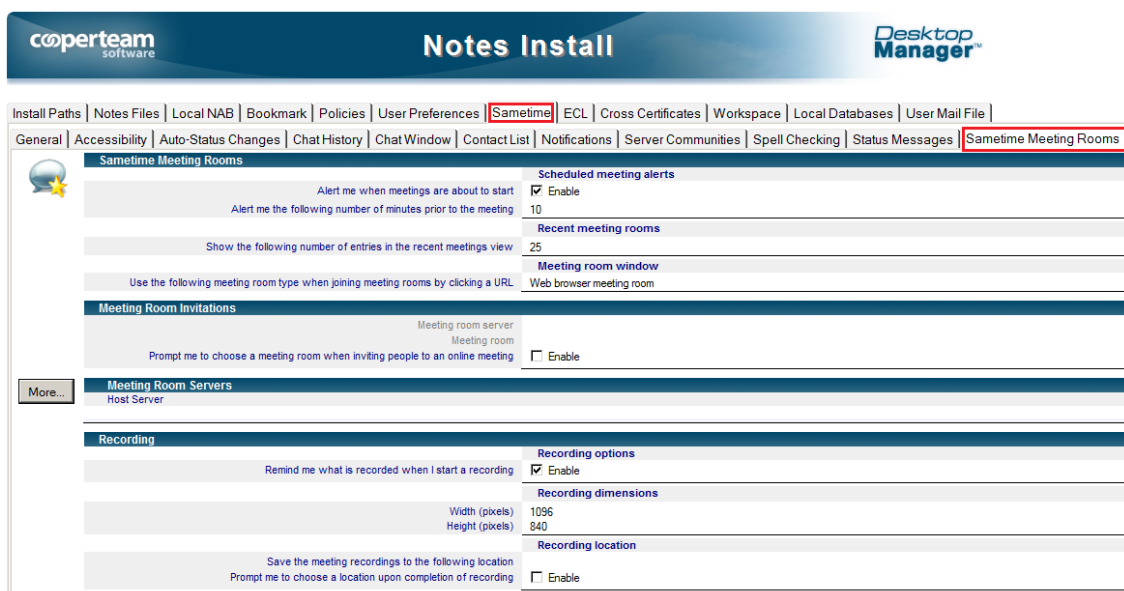 cooperteam
software
Notes Install
Desktop
Manager™
Install Paths | Notes Files | Local NAB | Bookmark | Policies | User Preferences | Sametime | ECL | Cross Certificates | Workspace | Local Databases | User Mail File |
General | Accessibility | Auto-Status Changes | Chat History | Chat Window | Contact List | Notifications | Server Communities | Spell Checking | Status Messages | Sametime Meeting Rooms
Sametime Meeting Rooms
Scheduled meeting alerts
Alert me when meetings are about to start Enable
Alert me the following number of minutes prior to the meeting 10
Recent meeting rooms
Show the following number of entries in the recent meetings view 25
Meeting room window
Use the following meeting room type when joining meeting rooms by clicking a URL Web browser meeting room
Meeting Room Invitations
Meeting room server
Meeting room
Prompt me to choose a meeting room when inviting people to an online meeting Enable
More... Meeting Room Servers
Host Server
Recording
Recording options
Remind me what is recorded when I start a recording Enable
Recording dimensions
Width (pixels) 1096
Height (pixels) 840
Recording location
Save the meeting recordings to the following location
Prompt me to choose a location upon completion of recording Enable